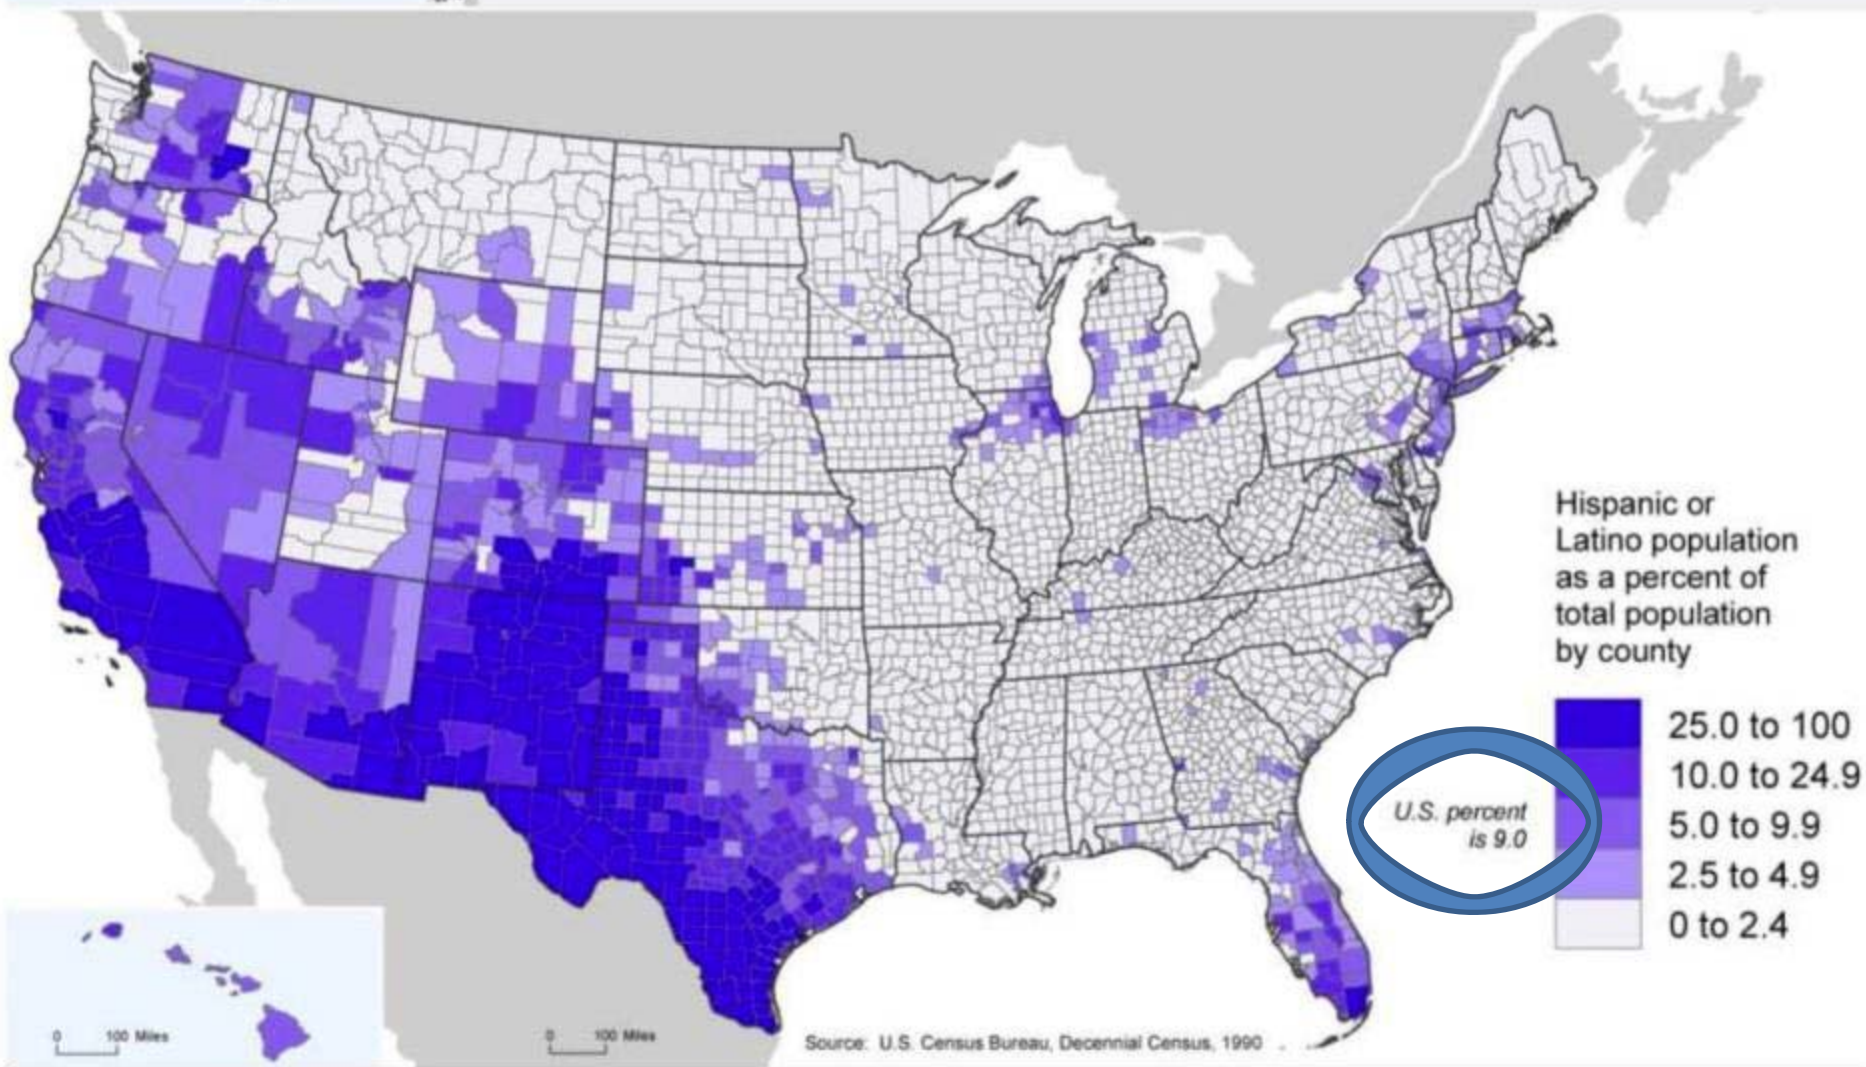 Hispanic or
Latino population
as a percent of
total population
by county
25.0 to 100
10.0 to 24.9
5.0 to 9.9
2.5 to 4.9
0 to 2.4
U.S. percent
is 9.0
0 100 Miles
0 100 Miles
Source: U.S. Census Bureau, Decennial Census, 1990